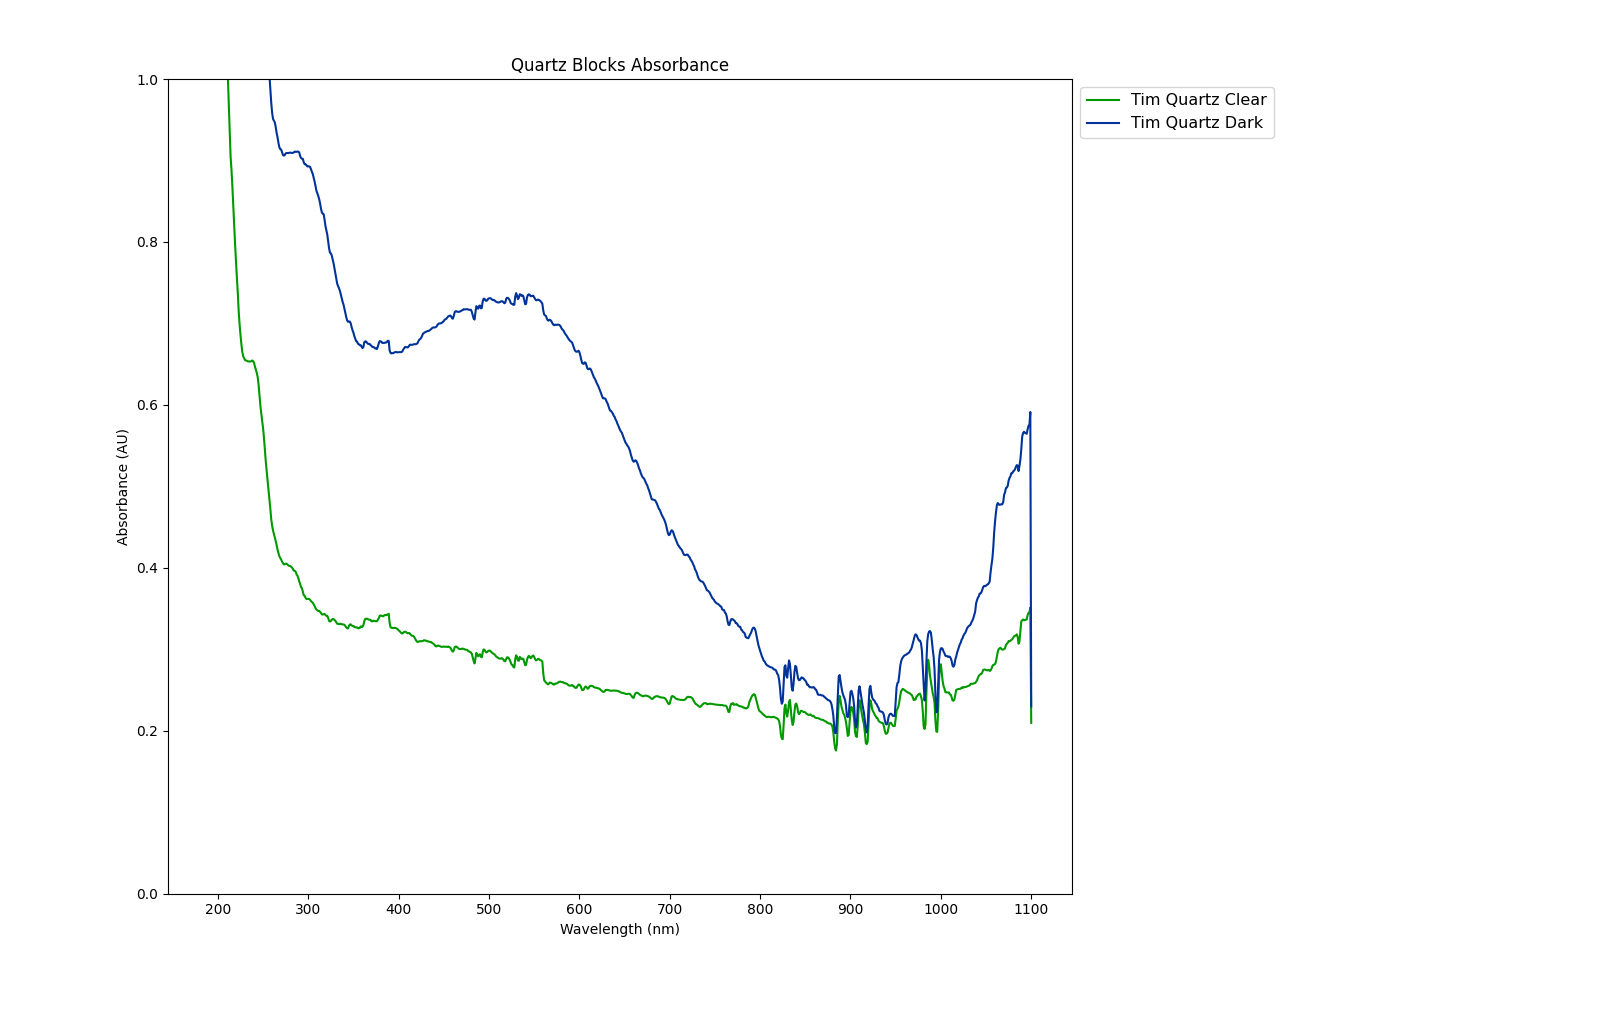 Quartz Blocks Absorbance
Tim Quartz Clear
Tim Quartz Dark
1.0
0.8
0.6
0.4
0.2
0.0
Absorbance (AU)
200 300 400 500 600 700 800 900 1000 1100
Wavelength (nm)